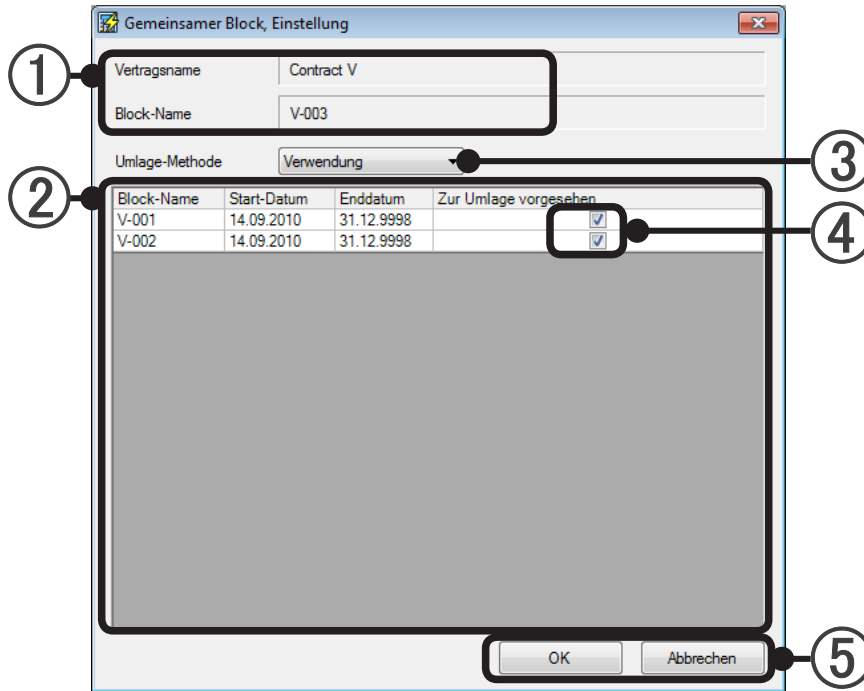 Gemeinsamer Block, Einstellung
① Vertragsname Contract V
Block-Name V-003
Umlage-Methode Verwendung ③
② Block-Name Start-Datum Enddatum Zur Umlage vorgesehen
V-001 14.09.2010 31.12.9998
④
V-002 14.09.2010 31.12.9998
OK Abbrechen ⑤